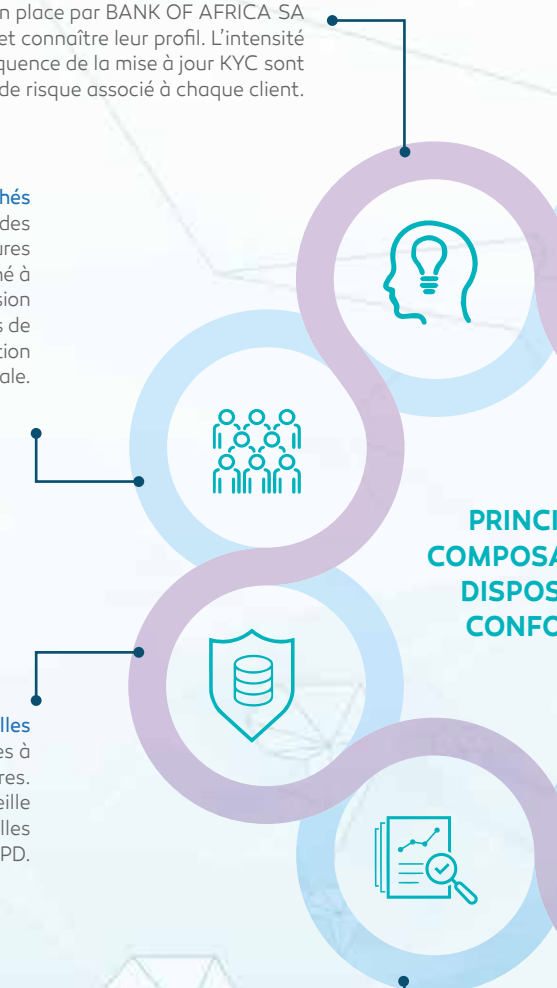 n place par BANK OF AFRICA SA
et connaître leur profil. L'intensité
quence de la mise à jour KYC sont
de risque associé à chaque client.
hés
des
ures
né à
sion
s de
tion
ale.
PRINCI
COMPOSA
DISPOS
CONFO
lles
es à
res.
eille
lles
PD.